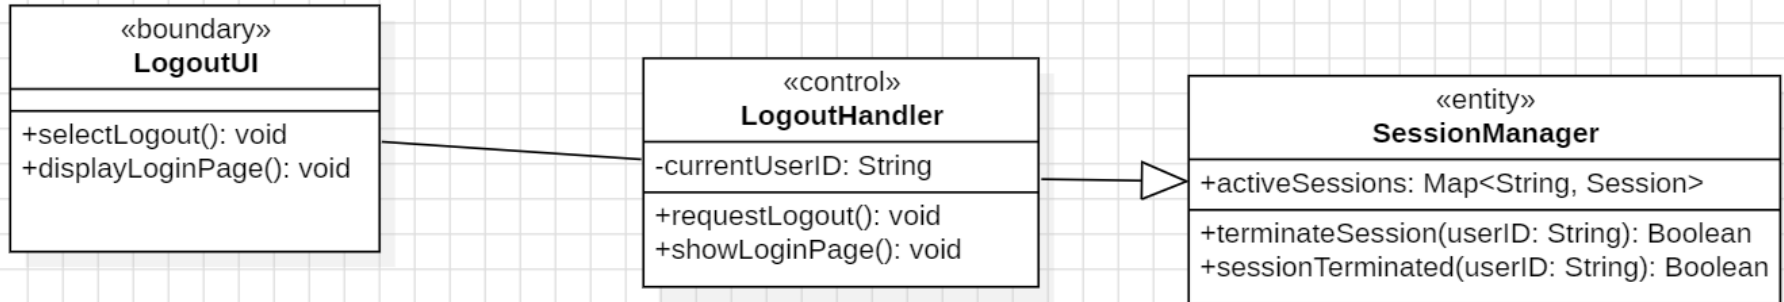 «boundary»
LogoutUI
+selectLogout(): void
+displayLoginPage(): void
«control»
LogoutHandler
-currentUserID: String
+requestLogout(): void
+showLoginPage(): void
«entity»
SessionManager
+activeSessions: Map<String, Session>
+terminateSession(userID: String): Boolean
+sessionTerminated(userID: String): Boolean